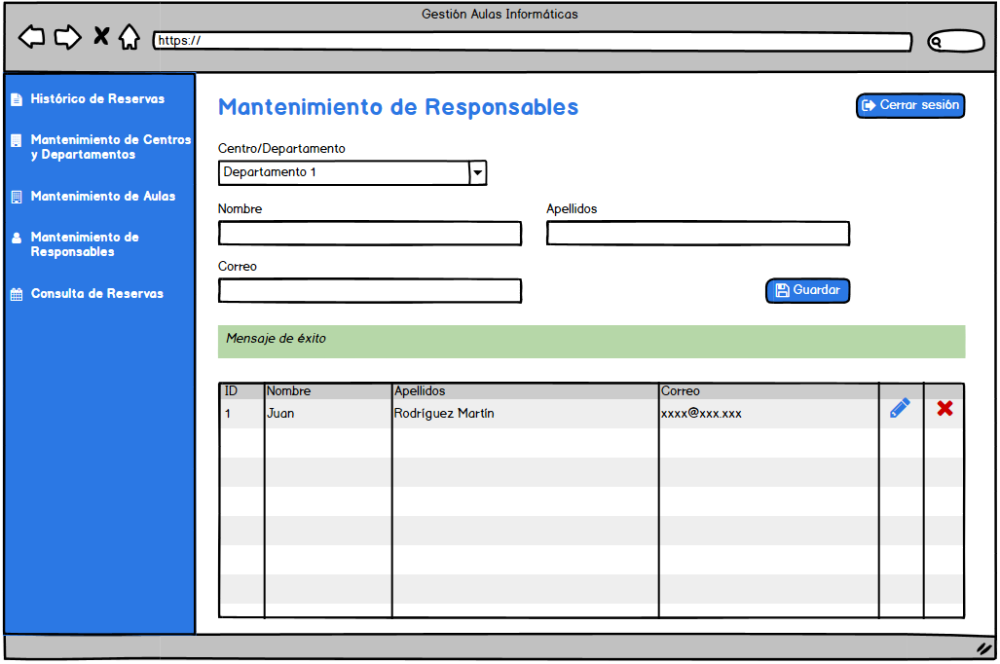 Gestión Aulas Informáticas
https://
Histórico de Reservas
Mantenimiento de Centros
y Departamentos
Mantenimiento de Aulas
Mantenimiento de
Responsables
Consulta de Reservas
Mantenimiento de Responsables
Cerrar sesión
Centro/Departamento
Departamento 1
Nombre Apellidos
Correo
Guardar
Mensaje de éxito
ID Nombre Apellidos Correo
1 Juan Rodríguez Martín xxxx@xxx.xxx